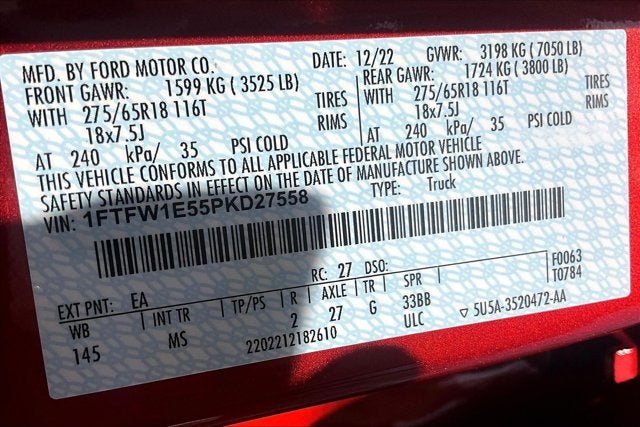 MFD. BY FORD MOTOR CO. DATE: 12/22 GVWR: 3198 KG ( 7050 LB)
FRONT GAWR: 1599 KG ( 3525 LB) REAR GAWR: 1724 KG ( 3800 LB)
WITH 275/65R18 116T TIRES WITH 275/65R18 116T TIRES
18x7.5J RIMS 18x7.5J RIMS
AT 240 kPa/ 35 PSI COLD AT 240 kPa/ 35 PSI COLD
THIS VEHICLE CONFORMS TO ALL APPLICABLE FEDERAL MOTOR VEHICLE
SAFETY STANDARDS IN EFFECT ON THE DATE OF MANUFACTURE SHOWN ABOVE.
VIN: 1FTFW1E55PKD27558 TYPE: Truck
F0063
T0784
EXT PNT: EA RC: 27 DSO:
WB INT TR TP/PS R AXLE TR SPR
145 MS 2 27 G 33BB
ULC ▽ 5U5A-3520472-AA
2202212182610